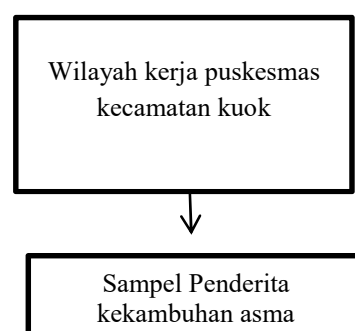 Wilayah kerja puskesmas
kecamatan kuok
Sampel Penderita
kekambuhan asma